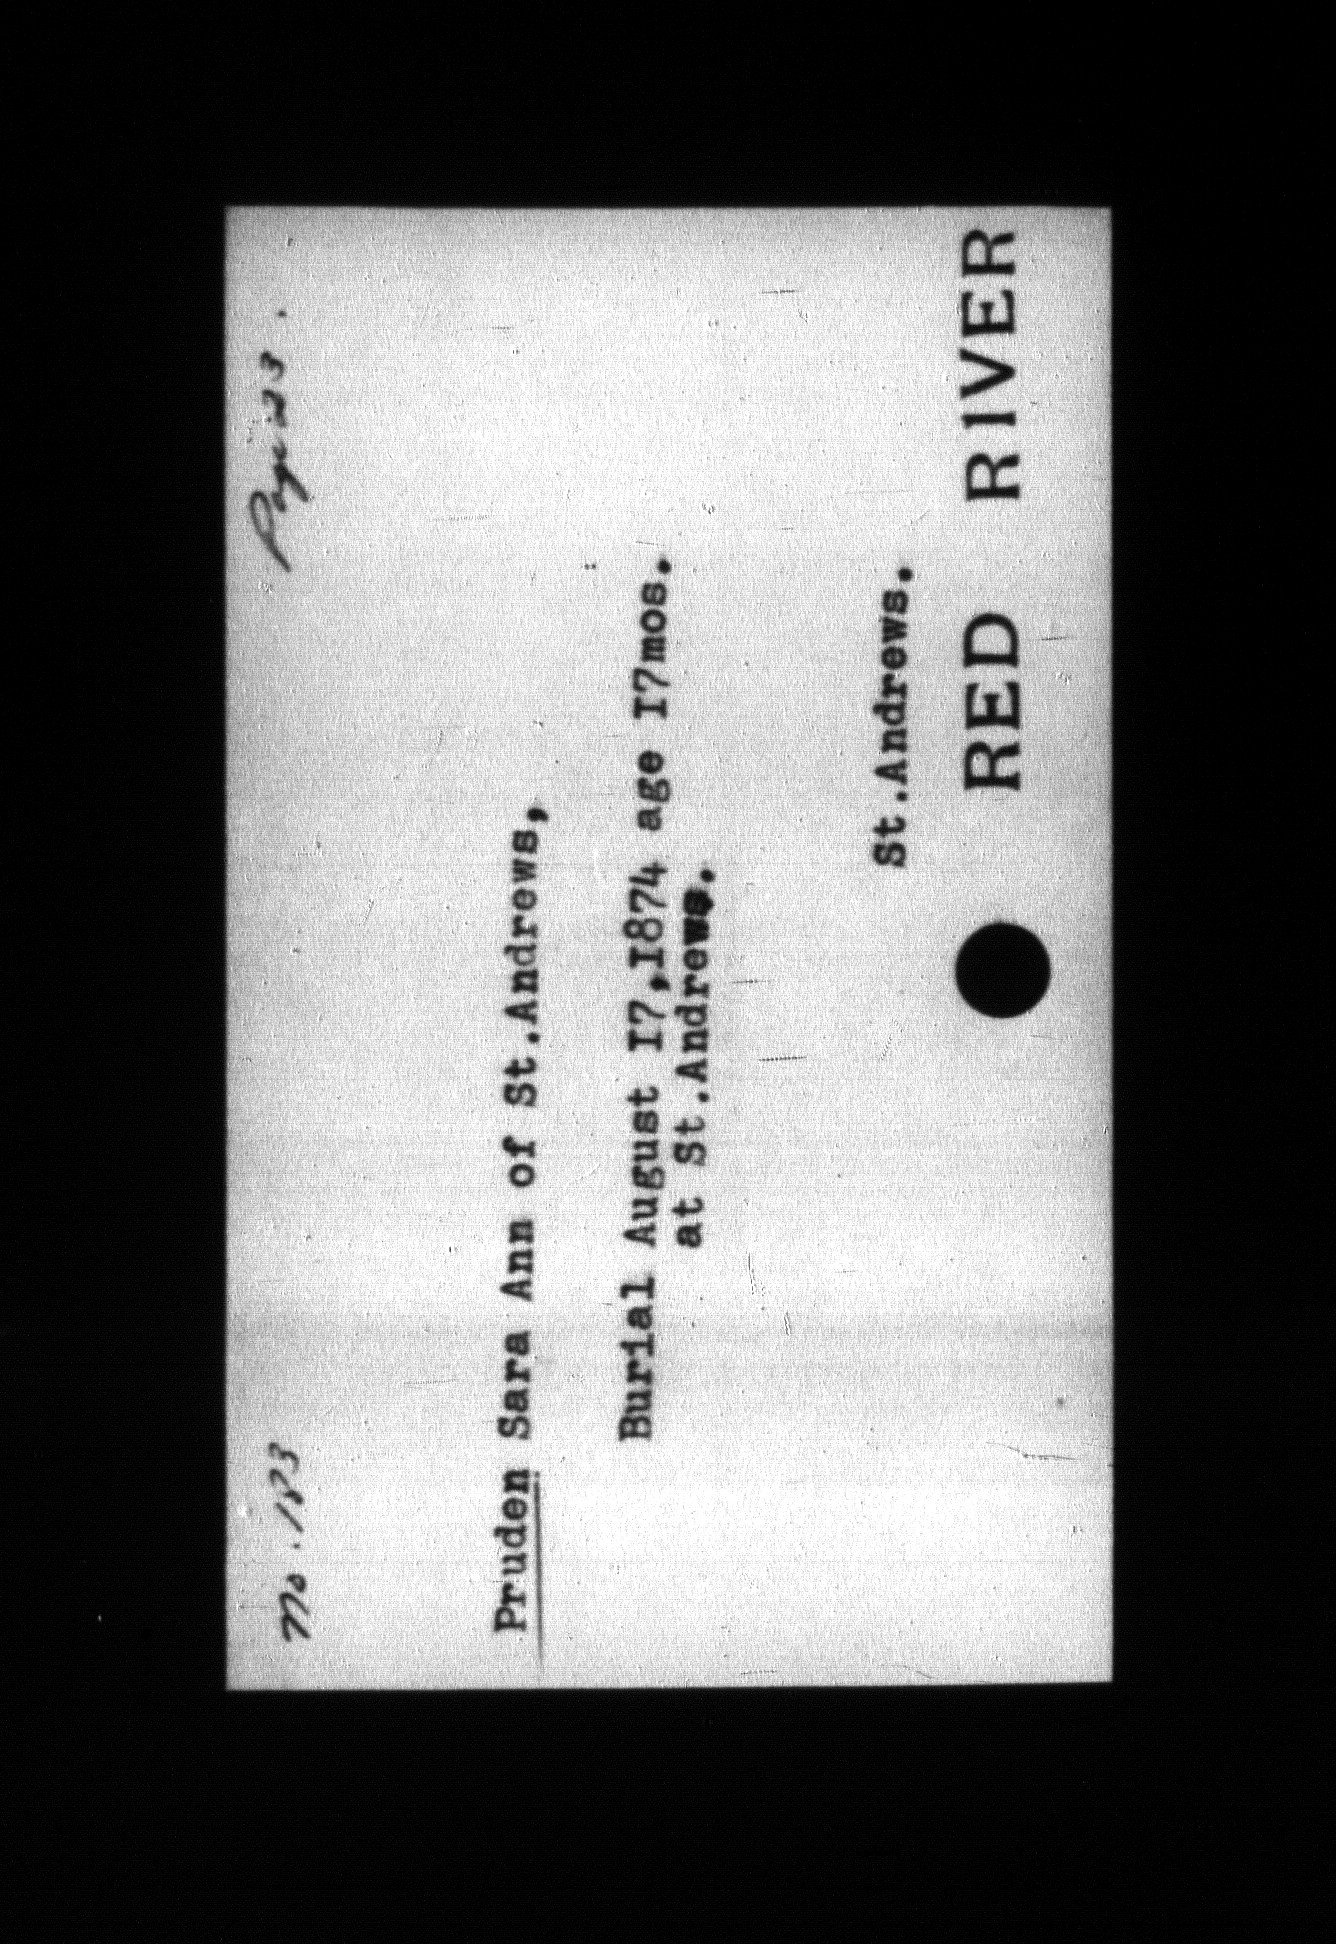 No. 183 Page 23.
Pruden Sara Ann of St.Andrews,
Burial August I7,I874 age I7mos.
at St.Andrews.
St.Andrews.
RED RIVER